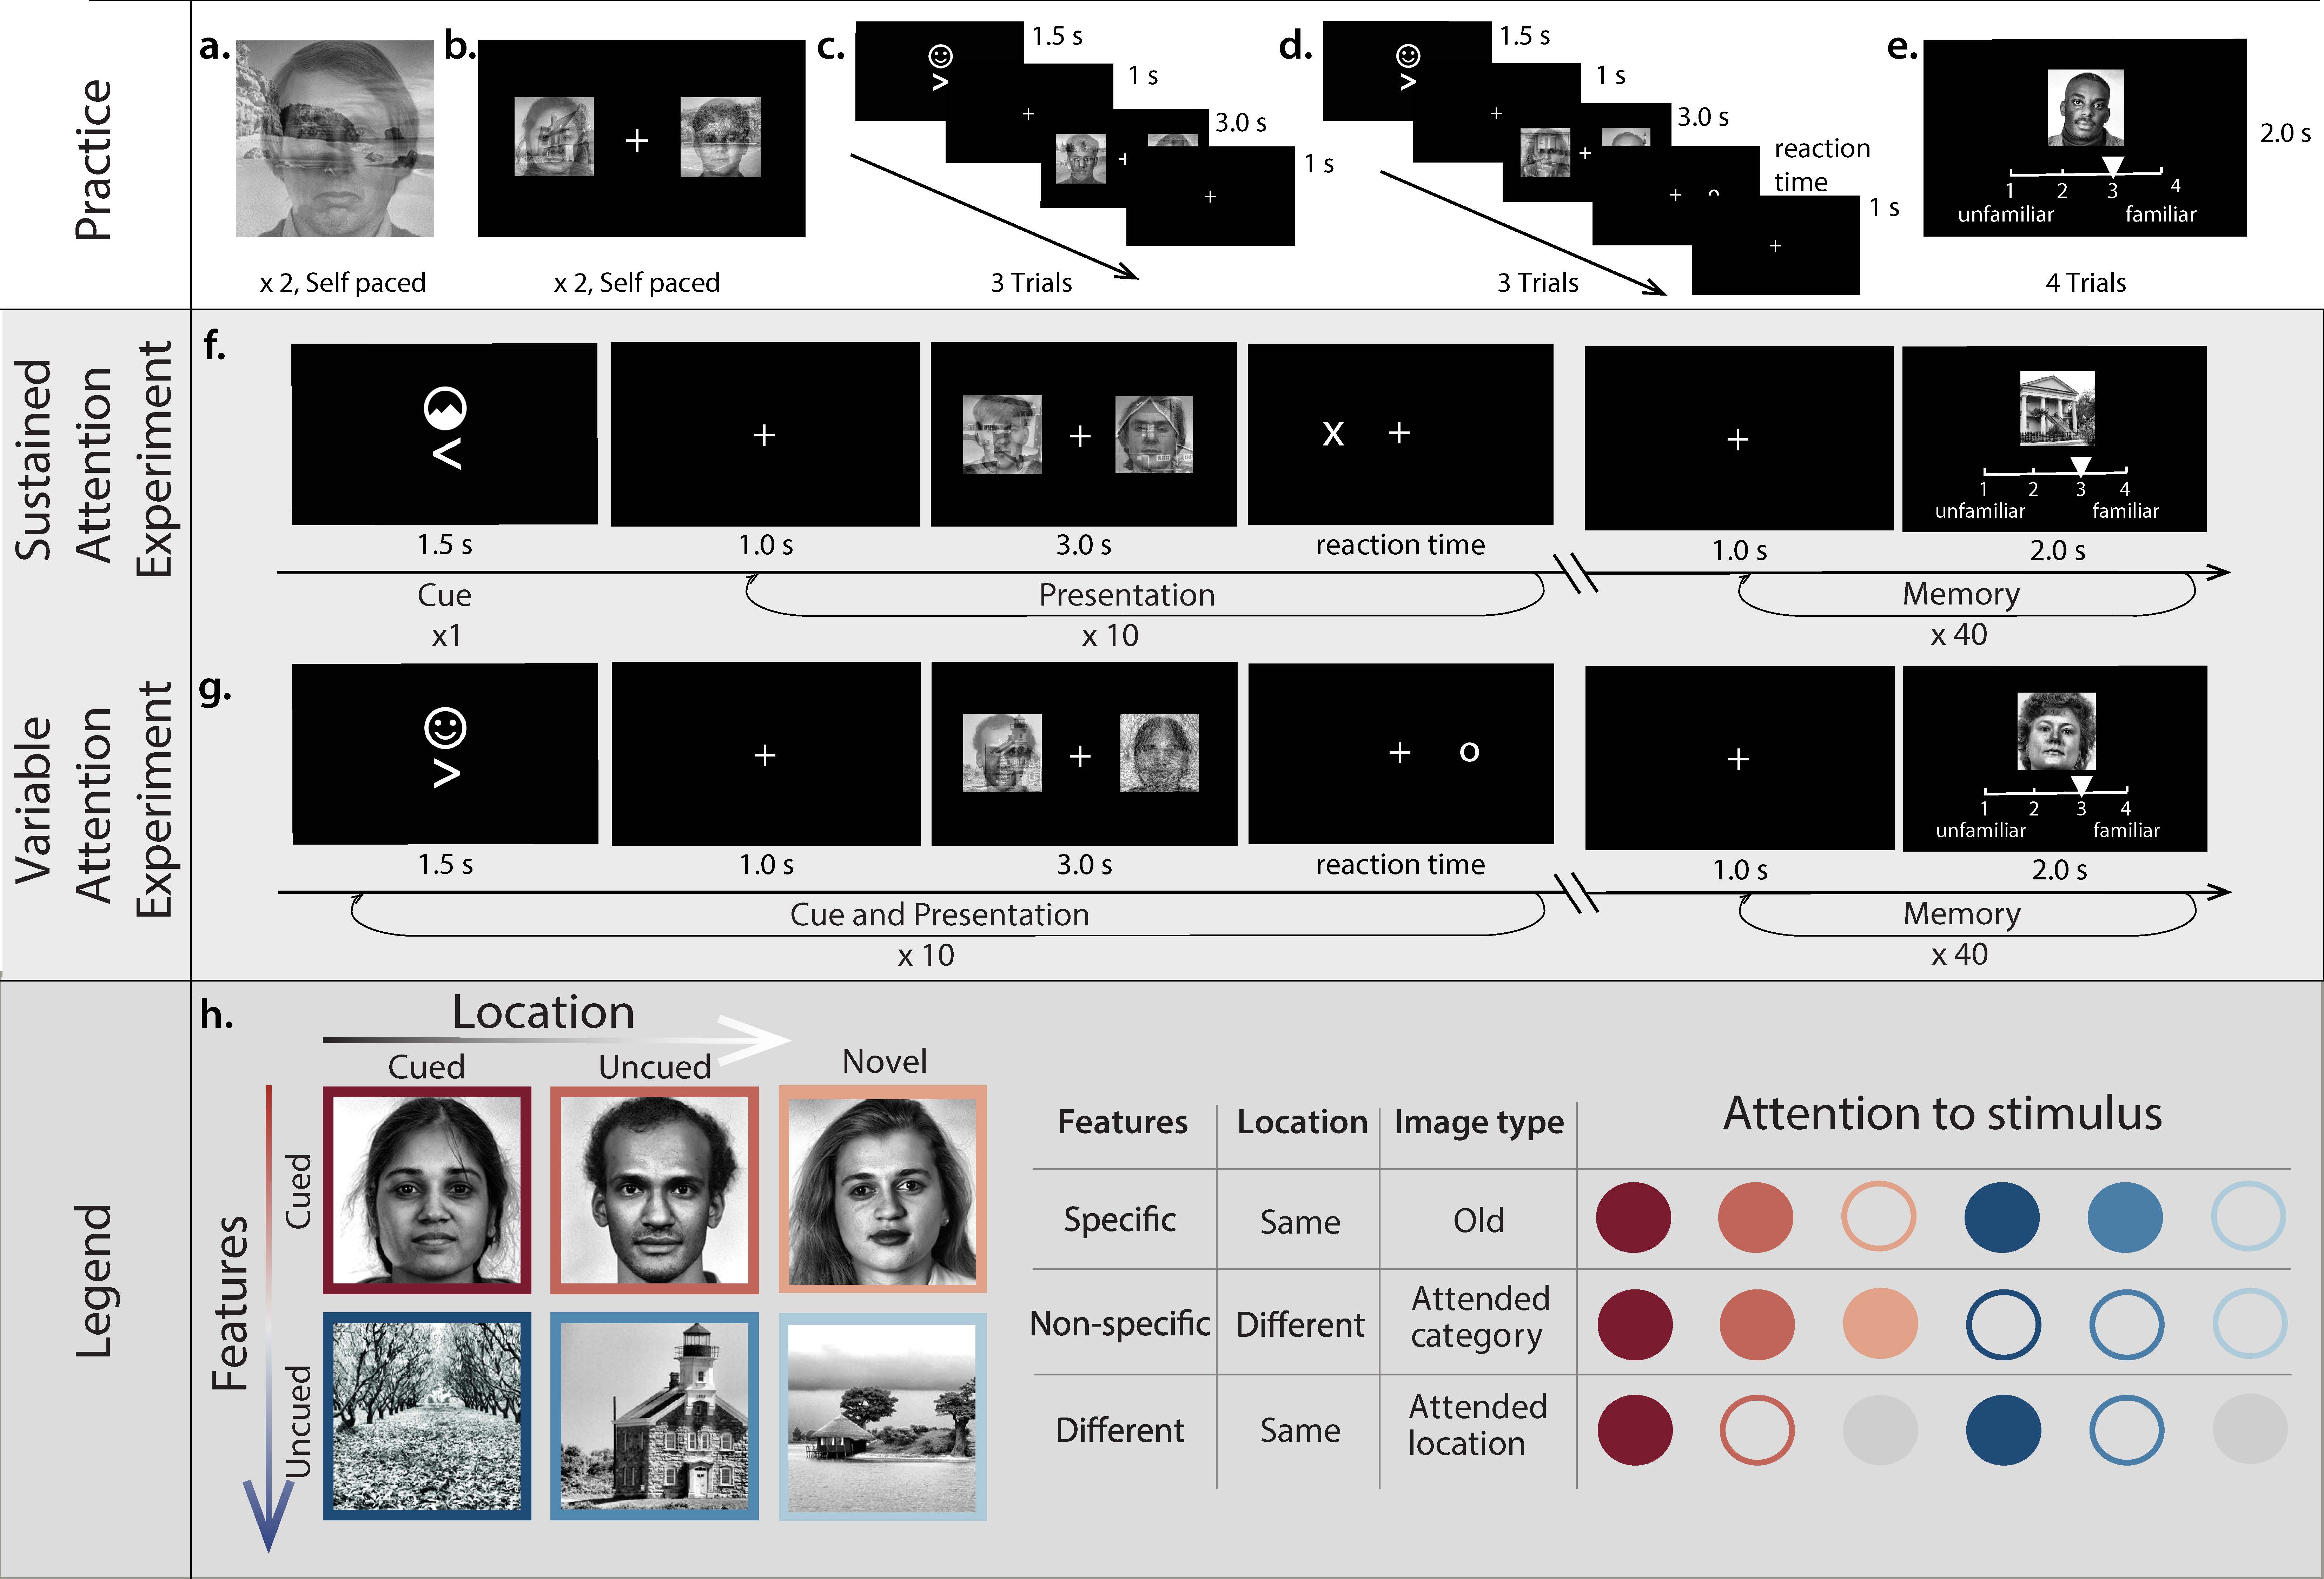 Practice
a.
x 2, Self paced
b.
+
x 2, Self paced
c.
>
1.5 s
+
1 s
+
3.0 s
+
1 s
3 Trials
d.
>
1.5 s
+
1 s
+
3.0 s
+
reaction
time
+
1 s
3 Trials
e.
1 2 3 4
unfamiliar familiar
2.0 s
4 Trials
Sustained
Attention
Experiment
f.
<
+
+
X +
+
1 2 3 4
unfamiliar familiar
1.5 s 1.0 s 3.0 s reaction time 1.0 s 2.0 s
Cue Presentation Memory
x1 x 10 x 40
Variable
Attention
Experiment
g.
>
+
+
+ O
+
1 2 3 4
unfamiliar familiar
1.5 s 1.0 s 3.0 s reaction time 1.0 s 2.0 s
Cue and Presentation Memory
x 10 x 40
Legend
h.
Location
Cued Uncued Novel
Features
Cued
Uncued
Features Location Image type Attention to stimulus
Specific Same Old
Non-specific Different Attended
category
Different Same Attended
location